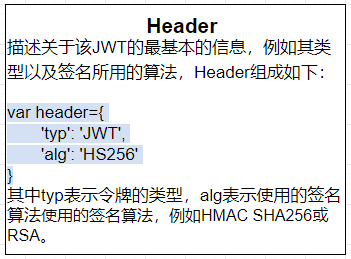 Header
描述关于该JWT的最基本的信息，例如其类
型以及签名所用的算法，Header组成如下：
var header={
'typ': 'JWT',
'alg': 'HS256'
}
其中typ表示令牌的类型，alg表示使用的签名
算法使用的签名算法，例如HMAC SHA256或
RSA。